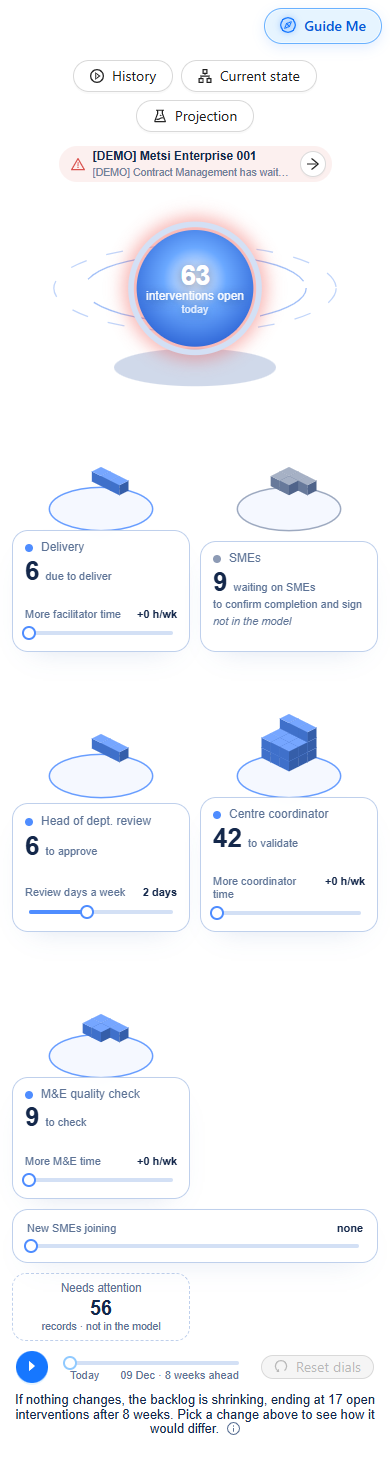 Guide Me
History
Current state
Projection
[DEMO] Metsi Enterprise 001
[DEMO] Contract Management has wait...
63
interventions open
today
Delivery
6 due to deliver
More facilitator time +0 h/wk
SMEs
9 waiting on SMEs
to confirm completion and sign
not in the model
Head of dept. review
6 to approve
Review days a week 2 days
Centre coordinator
42 to validate
More coordinator
time
+0 h/wk
M&E quality check
9 to check
More M&E time +0 h/wk
New SMEs joining none
Needs attention
56
records · not in the model
Today 09 Dec · 8 weeks ahead
Reset dials
If nothing changes, the backlog is shrinking, ending at 17 open
interventions after 8 weeks. Pick a change above to see how it
would differ.